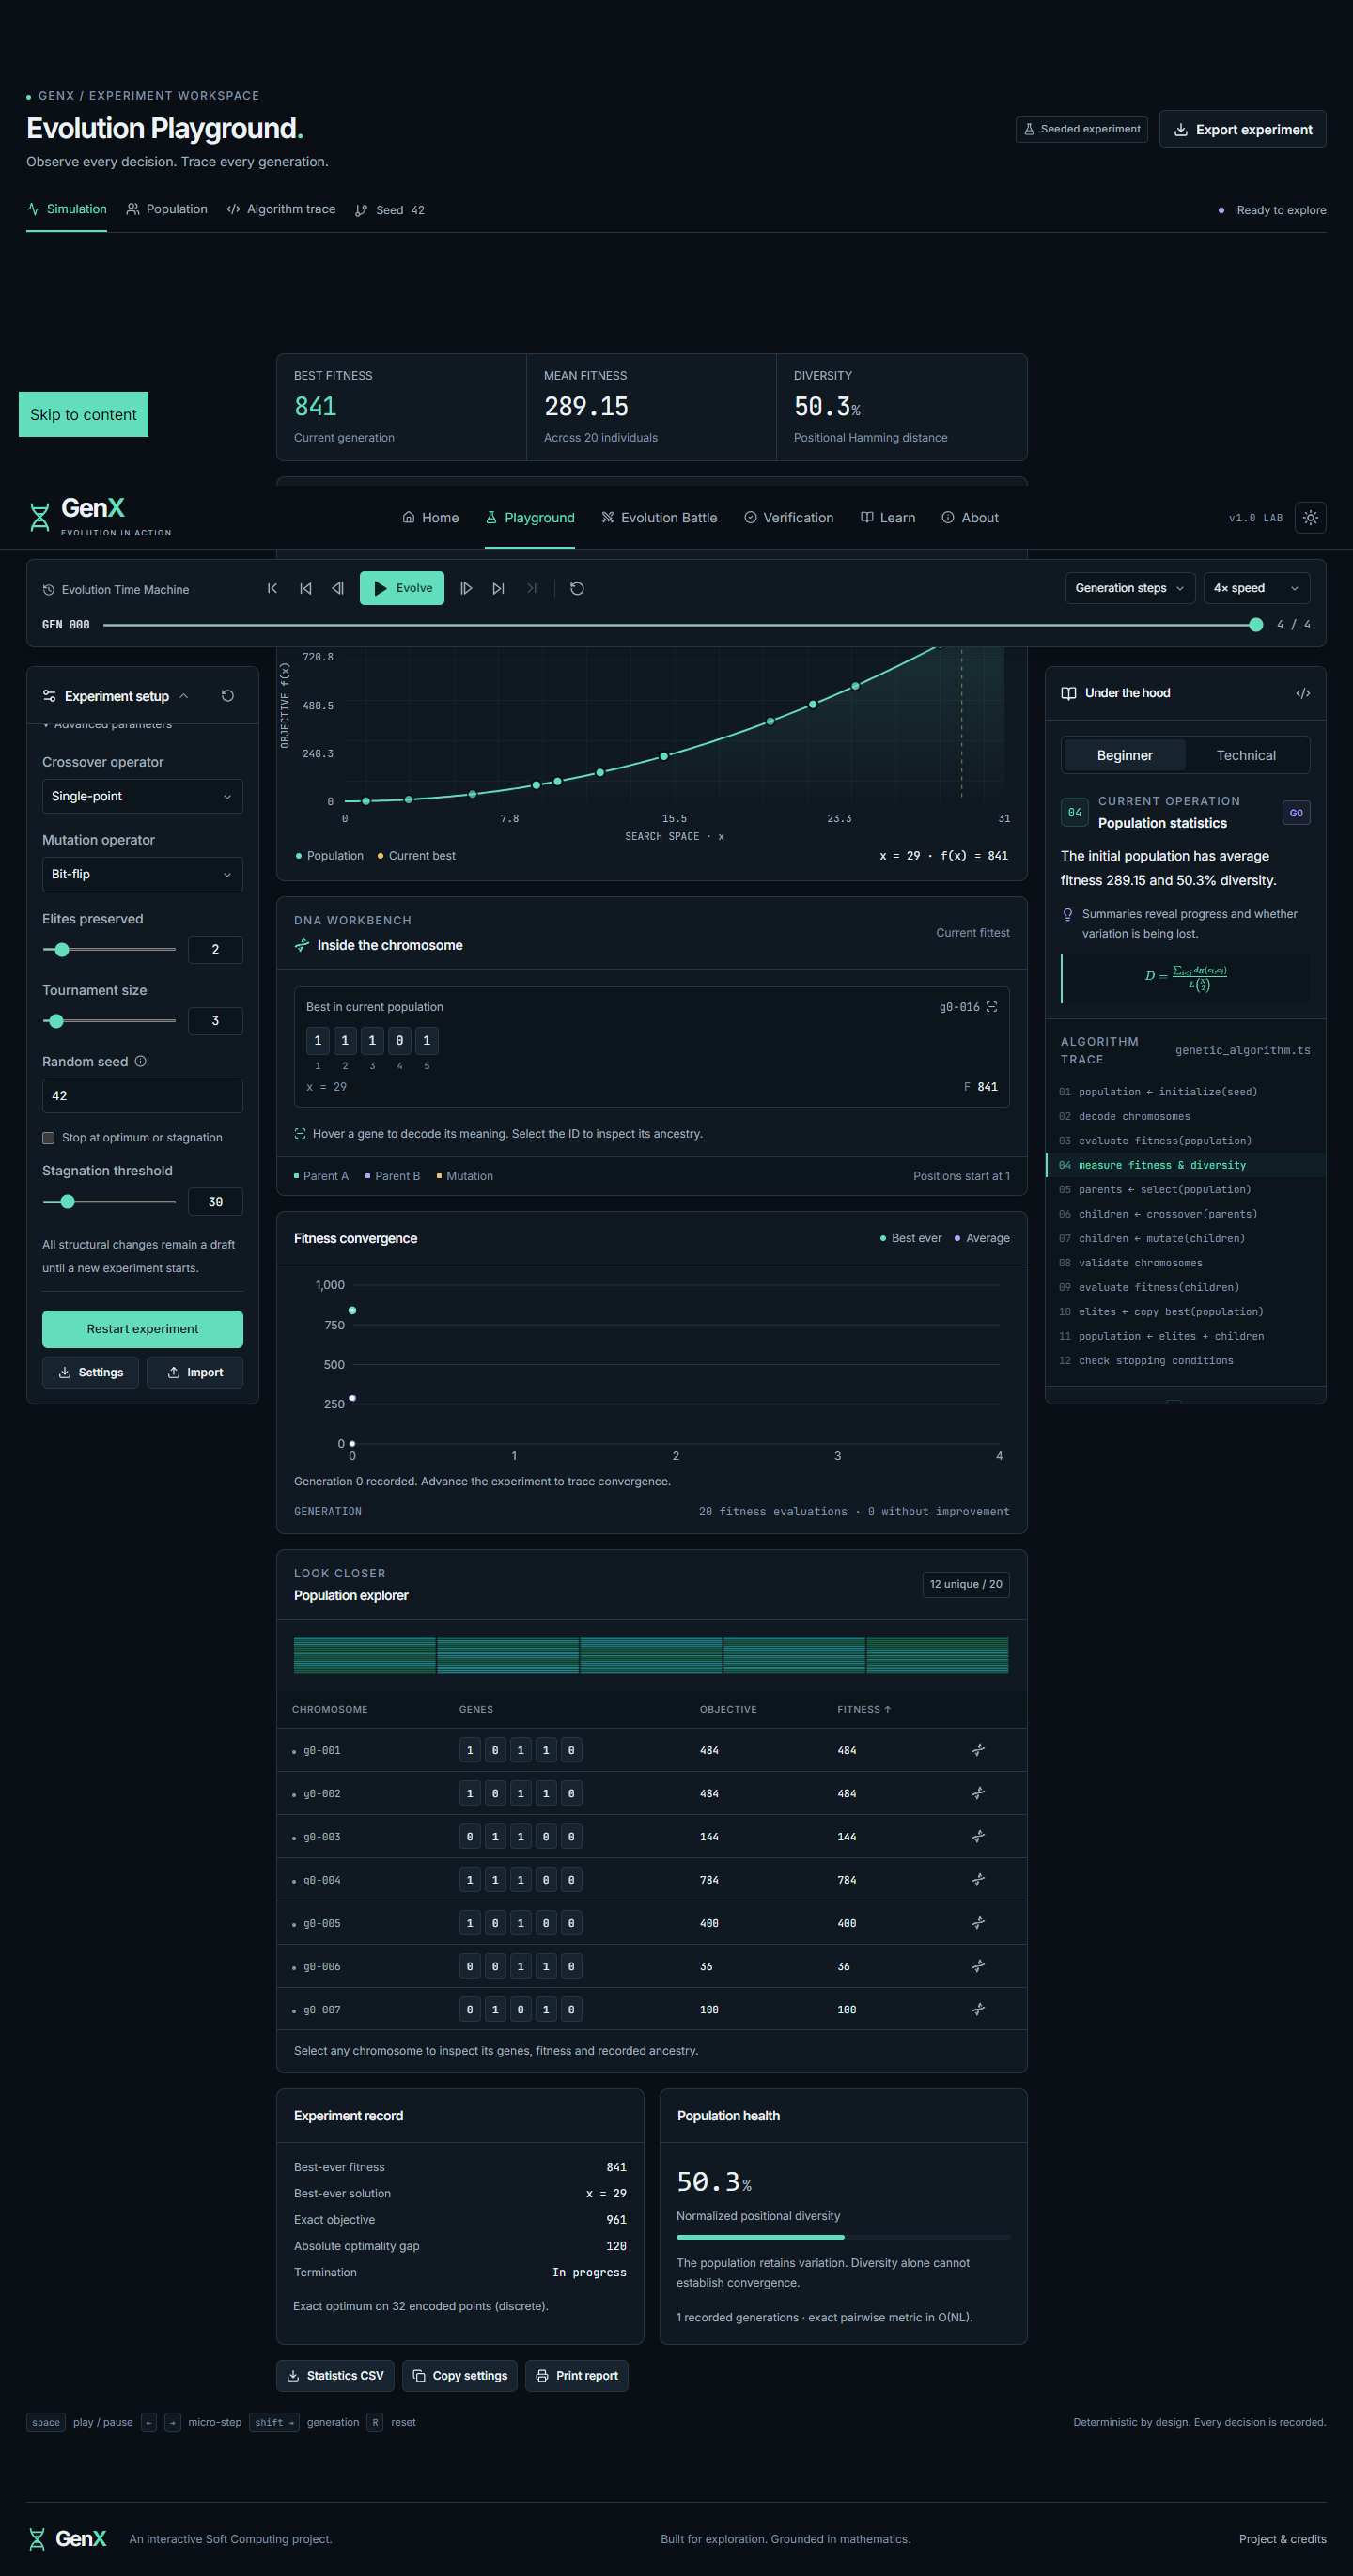 GENX / EXPERIMENT WORKSPACE
Evolution Playground.
Observe every decision. Trace every generation.
Seeded experiment
Export experiment
Simulation
Population
Algorithm trace
Seed 42
Ready to explore
BEST FITNESS
841
Current generation
MEAN FITNESS
289.15
Across 20 individuals
DIVERSITY
50.3%
Positional Hamming distance
Skip to content
GenX
EVOLUTION IN ACTION
Home
Playground
Evolution Battle
Verification
Learn
About
v1.0 LAB
Evolution Time Machine
Evolve
Generation steps
4× speed
GEN 000
4 / 4
Experiment setup
Advanced parameters
Crossover operator
Single-point
Mutation operator
Bit-flip
Elites preserved
2
Tournament size
3
Random seed
42
Stop at optimum or stagnation
Stagnation threshold
30
All structural changes remain a draft
until a new experiment starts.
Restart experiment
Settings
Import
OBJECTIVE f(x)
720.8
480.5
240.3
0
0 7.8 15.5 23.3 31
SEARCH SPACE · x
Population
Current best
x = 29 · f(x) = 841
DNA WORKBENCH
Inside the chromosome
Current fittest
Best in current population
g0-016
1 1 1 0 1
1 2 3 4 5
x = 29
F 841
Hover a gene to decode its meaning. Select the ID to inspect its ancestry.
Parent A
Parent B
Mutation
Positions start at 1
Fitness convergence
Best ever
Average
1,000
750
500
250
0
0 1 2 3 4
Generation 0 recorded. Advance the experiment to trace convergence.
GENERATION
20 fitness evaluations · 0 without improvement
LOOK CLOSER
Population explorer
12 unique / 20
CHROMOSOME GENES OBJECTIVE FITNESS ↑
g0-001 1 0 1 1 0 484 484
g0-002 1 0 1 1 0 484 484
g0-003 0 1 1 0 0 144 144
g0-004 1 1 1 0 0 784 784
g0-005 1 0 1 0 0 400 400
g0-006 0 0 1 1 0 36 36
g0-007 0 1 0 1 0 100 100
Select any chromosome to inspect its genes, fitness and recorded ancestry.
Experiment record
Best-ever fitness 841
Best-ever solution x = 29
Exact objective 961
Absolute optimality gap 120
Termination In progress
Exact optimum on 32 encoded points (discrete).
Population health
50.3%
Normalized positional diversity
The population retains variation. Diversity alone cannot
establish convergence.
1 recorded generations · exact pairwise metric in O(NL).
Statistics CSV
Copy settings
Print report
Under the hood
Beginner
Technical
04
CURRENT OPERATION
Population statistics
G0
The initial population has average
fitness 289.15 and 50.3% diversity.
Summaries reveal progress and whether
variation is being lost.
ALGORITHM
TRACE
genetic_algorithm.ts
01 population ← initialize(seed)
02 decode chromosomes
03 evaluate fitness(population)
04 measure fitness & diversity
05 parents ← select(population)
06 children ← crossover(parents)
07 children ← mutate(children)
08 validate chromosomes
09 evaluate fitness(children)
10 elites ← copy best(population)
11 population ← elites + children
12 check stopping conditions
space play / pause ← → micro-step shift → generation R reset
Deterministic by design. Every decision is recorded.
GenX
An interactive Soft Computing project.
Built for exploration. Grounded in mathematics.
Project & credits